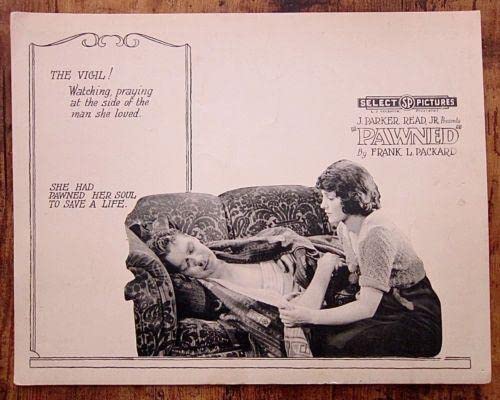 THE VIGIL!
Watching, praying
at the side of the
man she loved.
SHE HAD
PAWNED HER SOUL
TO SAVE A LIFE.
SELECT SP PICTURES
J. PARKER READ, JR. Presents
"PAWNED"
By FRANK L. PACKARD